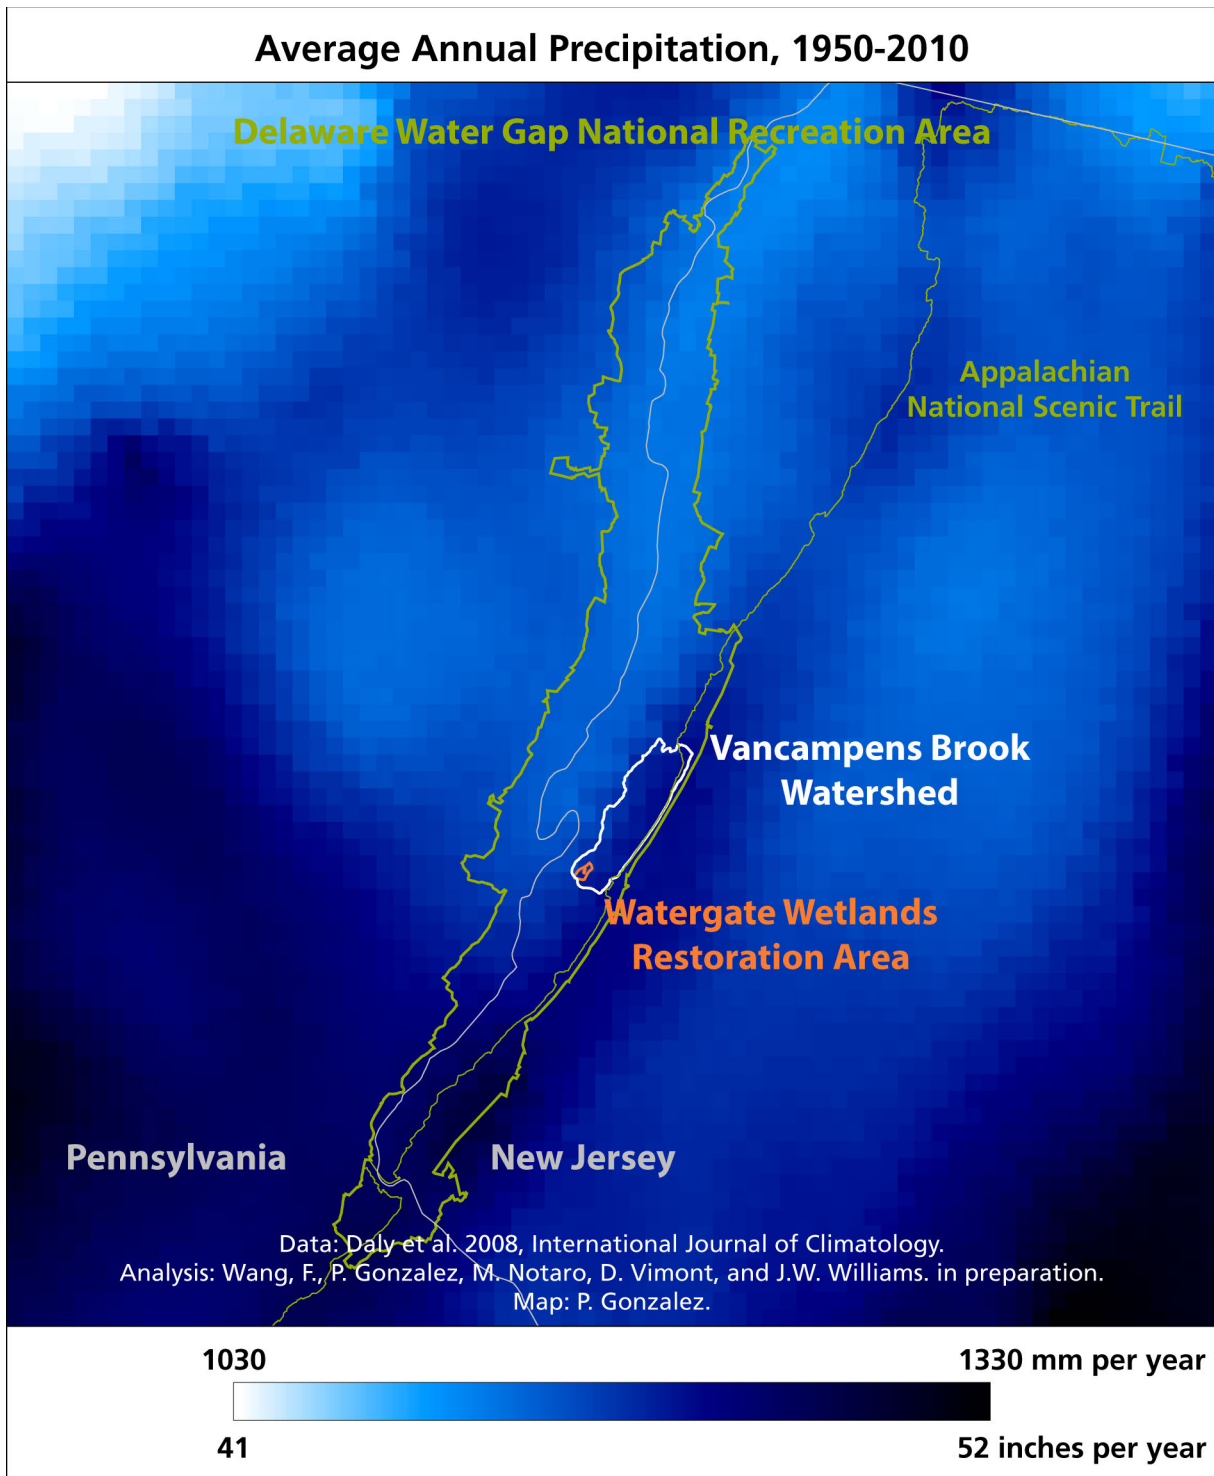 Average Annual Precipitation, 1950-2010
Delaware Water Gap National Recreation Area
Appalachian
National Scenic Trail
Vancampens Brook
Watershed
Watergate Wetlands
Restoration Area
Pennsylvania
New Jersey
Data: Daly et al. 2008, International Journal of Climatology.
Analysis: Wang, F., P. Gonzalez, M. Notaro, D. Vimont, and J.W. Williams. in preparation.
Map: P. Gonzalez.
1030
1330 mm per year
41
52 inches per year